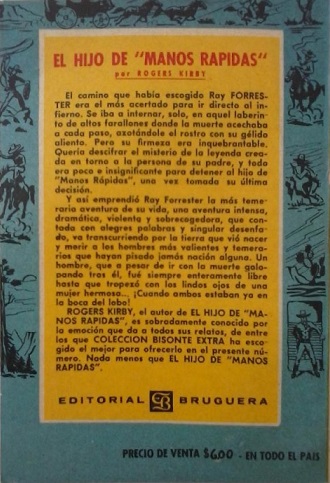 EL HIJO DE "MANOS RAPIDAS"
por ROGERS KIRBY
El camino que había escogido Ray FORRES-
TER era el más acertado para ir directo al in-
fierno. Se iba a internar, solo, en aquel laberin-
to de altos farallones donde la muerte acechaba
a cada paso, azotándole el rostro con su gélido
aliento. Pero su firmeza era inquebrantable.
Quería descifrar el misterio de la leyenda crea-
da en torno a la persona de su padre, y todo
era poca e insignificante para detener al hijo de
"Manos Rápidas", una vez tomada su última
decisión.
Y así emprendió Ray Forrester la más teme-
raria aventura de su vida, una aventura intensa,
dramática, violenta y sobrecogedora, que con-
tada con alegres palabras y singular desenfa-
do, va transcurriendo por la tierra que vió nacer
y morir a los hombres más valientes y temera-
rios que hayan pisado jamás nación alguna. Un
hombre, que a pesar de ir con la muerte galo-
pando tras él, fué siempre enteramente libre
hasta que tropezó con los lindos ojos de una
mujer hermosa... ¡Cuando ambos estaban ya en
la boca del lobo!
ROGERS KIRBY, el autor de EL HIJO DE "MA-
NOS RAPIDAS", es sobradamente conocido por
la emoción que da a todos sus relatos, de entre
los que COLECCION BISONTE EXTRA ha esco-
gido el mejor para ofrecerlo en el presente nú-
mero. Nada menos que EL HIJO DE "MANOS
RAPIDAS".
EDITORIAL B BRUGUERA
PRECIO DE VENTA $600 - EN TODO EL PAIS